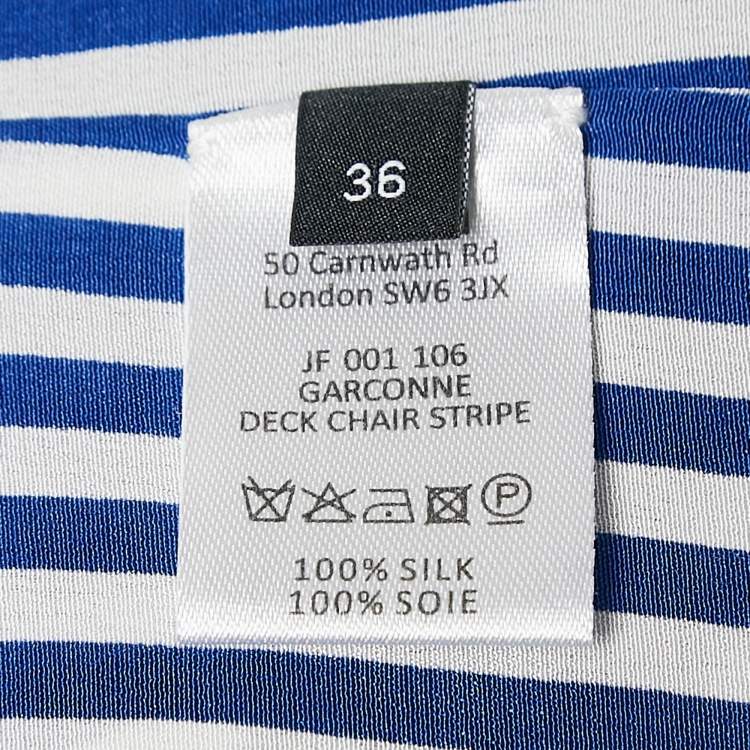 36
50 Carnwath Rd
London SW6 3JX
JF 001 106
GARCONNE
DECK CHAIR STRIPE
P
100% SILK
100% SOIE